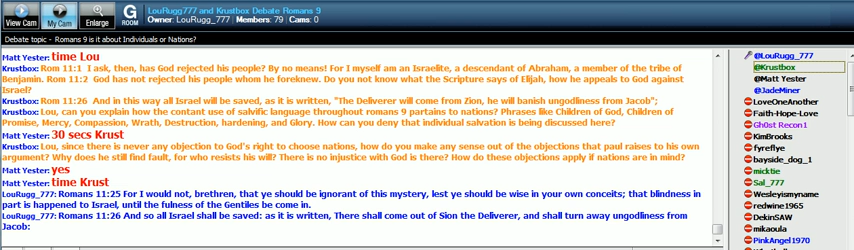 View Cam
My Cam
Enlarge
G
ROOM
LouRugg777 and Krustbox Debate Romans 9
Owner: LouRugg_777 | Members: 79 | Cams: 0
Debate topic - Romans 9 is it about Individuals or Nations?
Matt Yester: time Lou
Krustbox: Rom 11:1 I ask, then, has God rejected his people? By no means! For I myself am an Israelite, a descendant of Abraham, a member of the tribe of
Benjamin. Rom 11:2 God has not rejected his people whom he foreknew. Do you not know what the Scripture says of Elijah, how he appeals to God against
Israel?
Krustbox: Rom 11:26 And in this way all Israel will be saved, as it is written, "The Deliverer will come from Zion, he will banish ungodliness from Jacob";
Krustbox: Lou, can you explain how the contant use of salvific language throughout romans 9 partains to nations? Phrases like Children of God, Children of
Promise, Mercy, Compassion, Wrath, Destruction, hardening, and Glory. How can you deny that individual salvation is being discussed here?
Matt Yester: 30 secs Krust
Krustbox: Lou, since there is never any objection to God's right to choose nations, how do you make any sense out of the objections that paul raises to his own
argument? Why does he still find fault, for who resists his will? There is no injustice with God is there? How do these objections apply if nations are in mind?
Matt Yester: yes
Matt Yester: time Krust
LouRugg_777: Romans 11:25 For I would not, brethren, that ye should be ignorant of this mystery, lest ye should be wise in your own conceits; that blindness in
part is happened to Israel, until the fulness of the Gentiles be come in.
LouRugg_777: Romans 11:26 And so all Israel shall be saved: as it is written, There shall come out of Sion the Deliverer, and shall turn away ungodliness from
Jacob:
@LouRugg_777
@Krustbox
@Matt Yester
@JadeMiner
LoveOneAnother
Faith-Hope-Love
Gh0st Recon1
KimBrooks
fyreflye
bayside_dog_1
micktie
Sal_777
Wesleyismyname
redwine1965
DekinSAW
mikaoula
PinkAngel1970